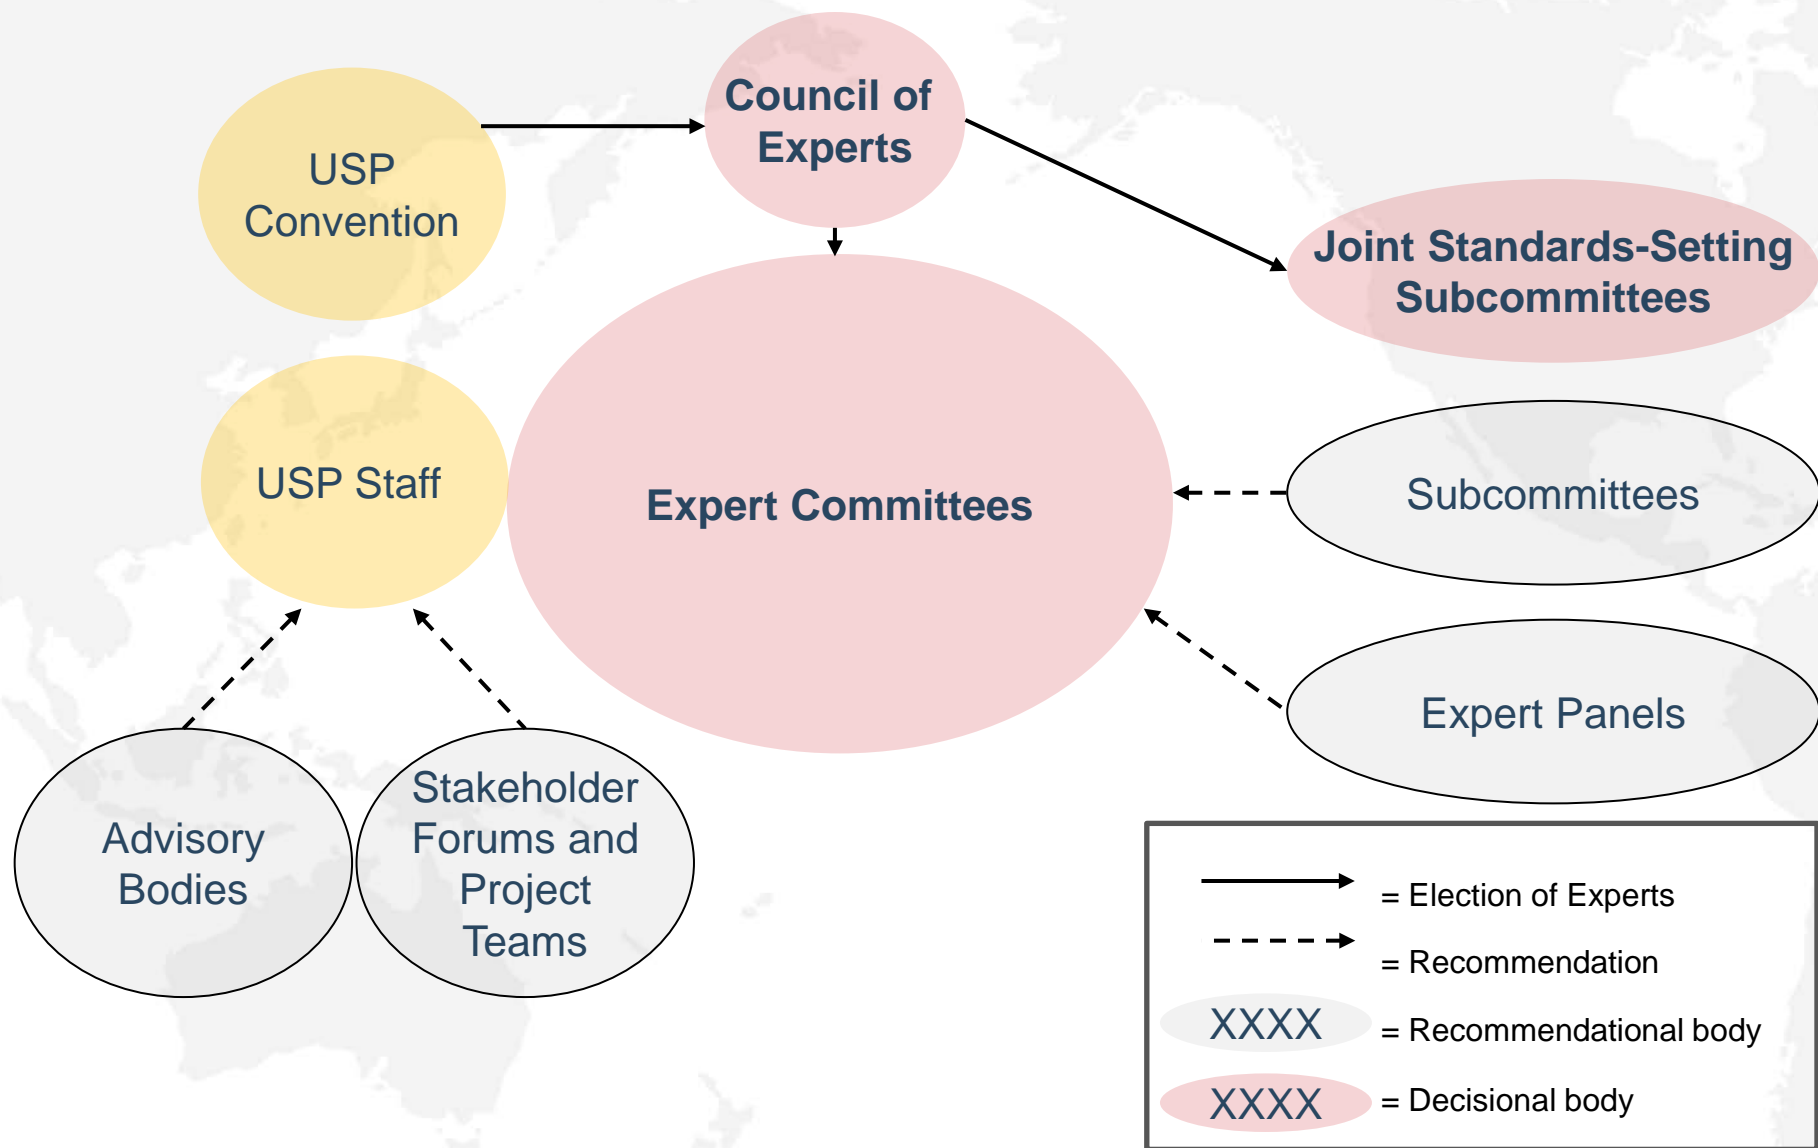 Council of
Experts
USP
Convention
Joint Standards-Setting
Subcommittees
USP Staff
Expert Committees
Subcommittees
Expert Panels
Advisory
Bodies
Stakeholder
Forums and
Project
Teams
= Election of Experts
= Recommendation
XXXX = Recommendational body
XXXX = Decisional body